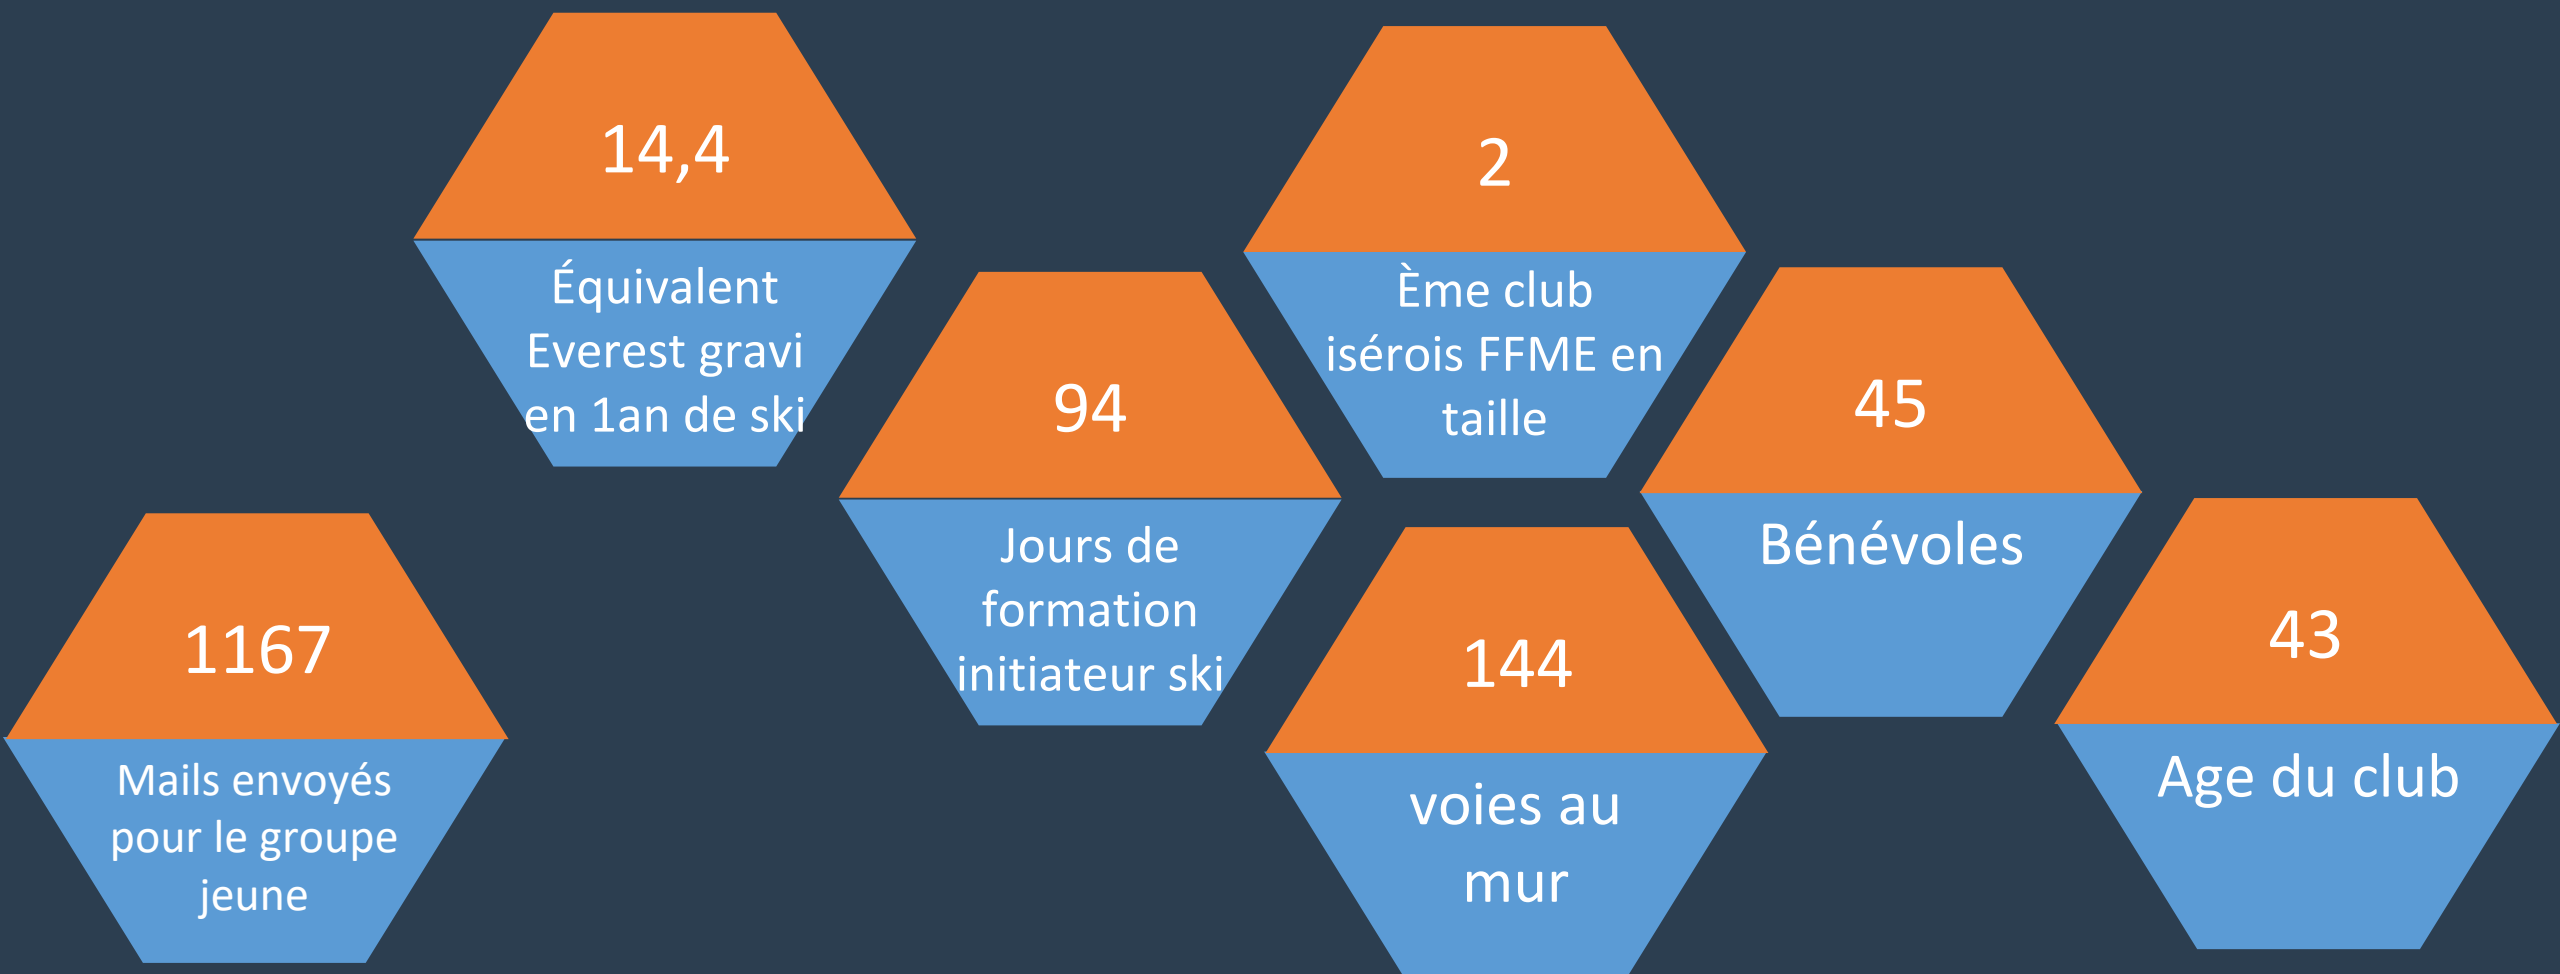 14,4
Équivalent
Everest gravi
en 1an de ski
2
Ème club
isérois FFME en
taille
94
Jours de
formation
initiateur ski
45
Bénévoles
1167
Mails envoyés
pour le groupe
jeune
144
voies au
mur
43
Age du club